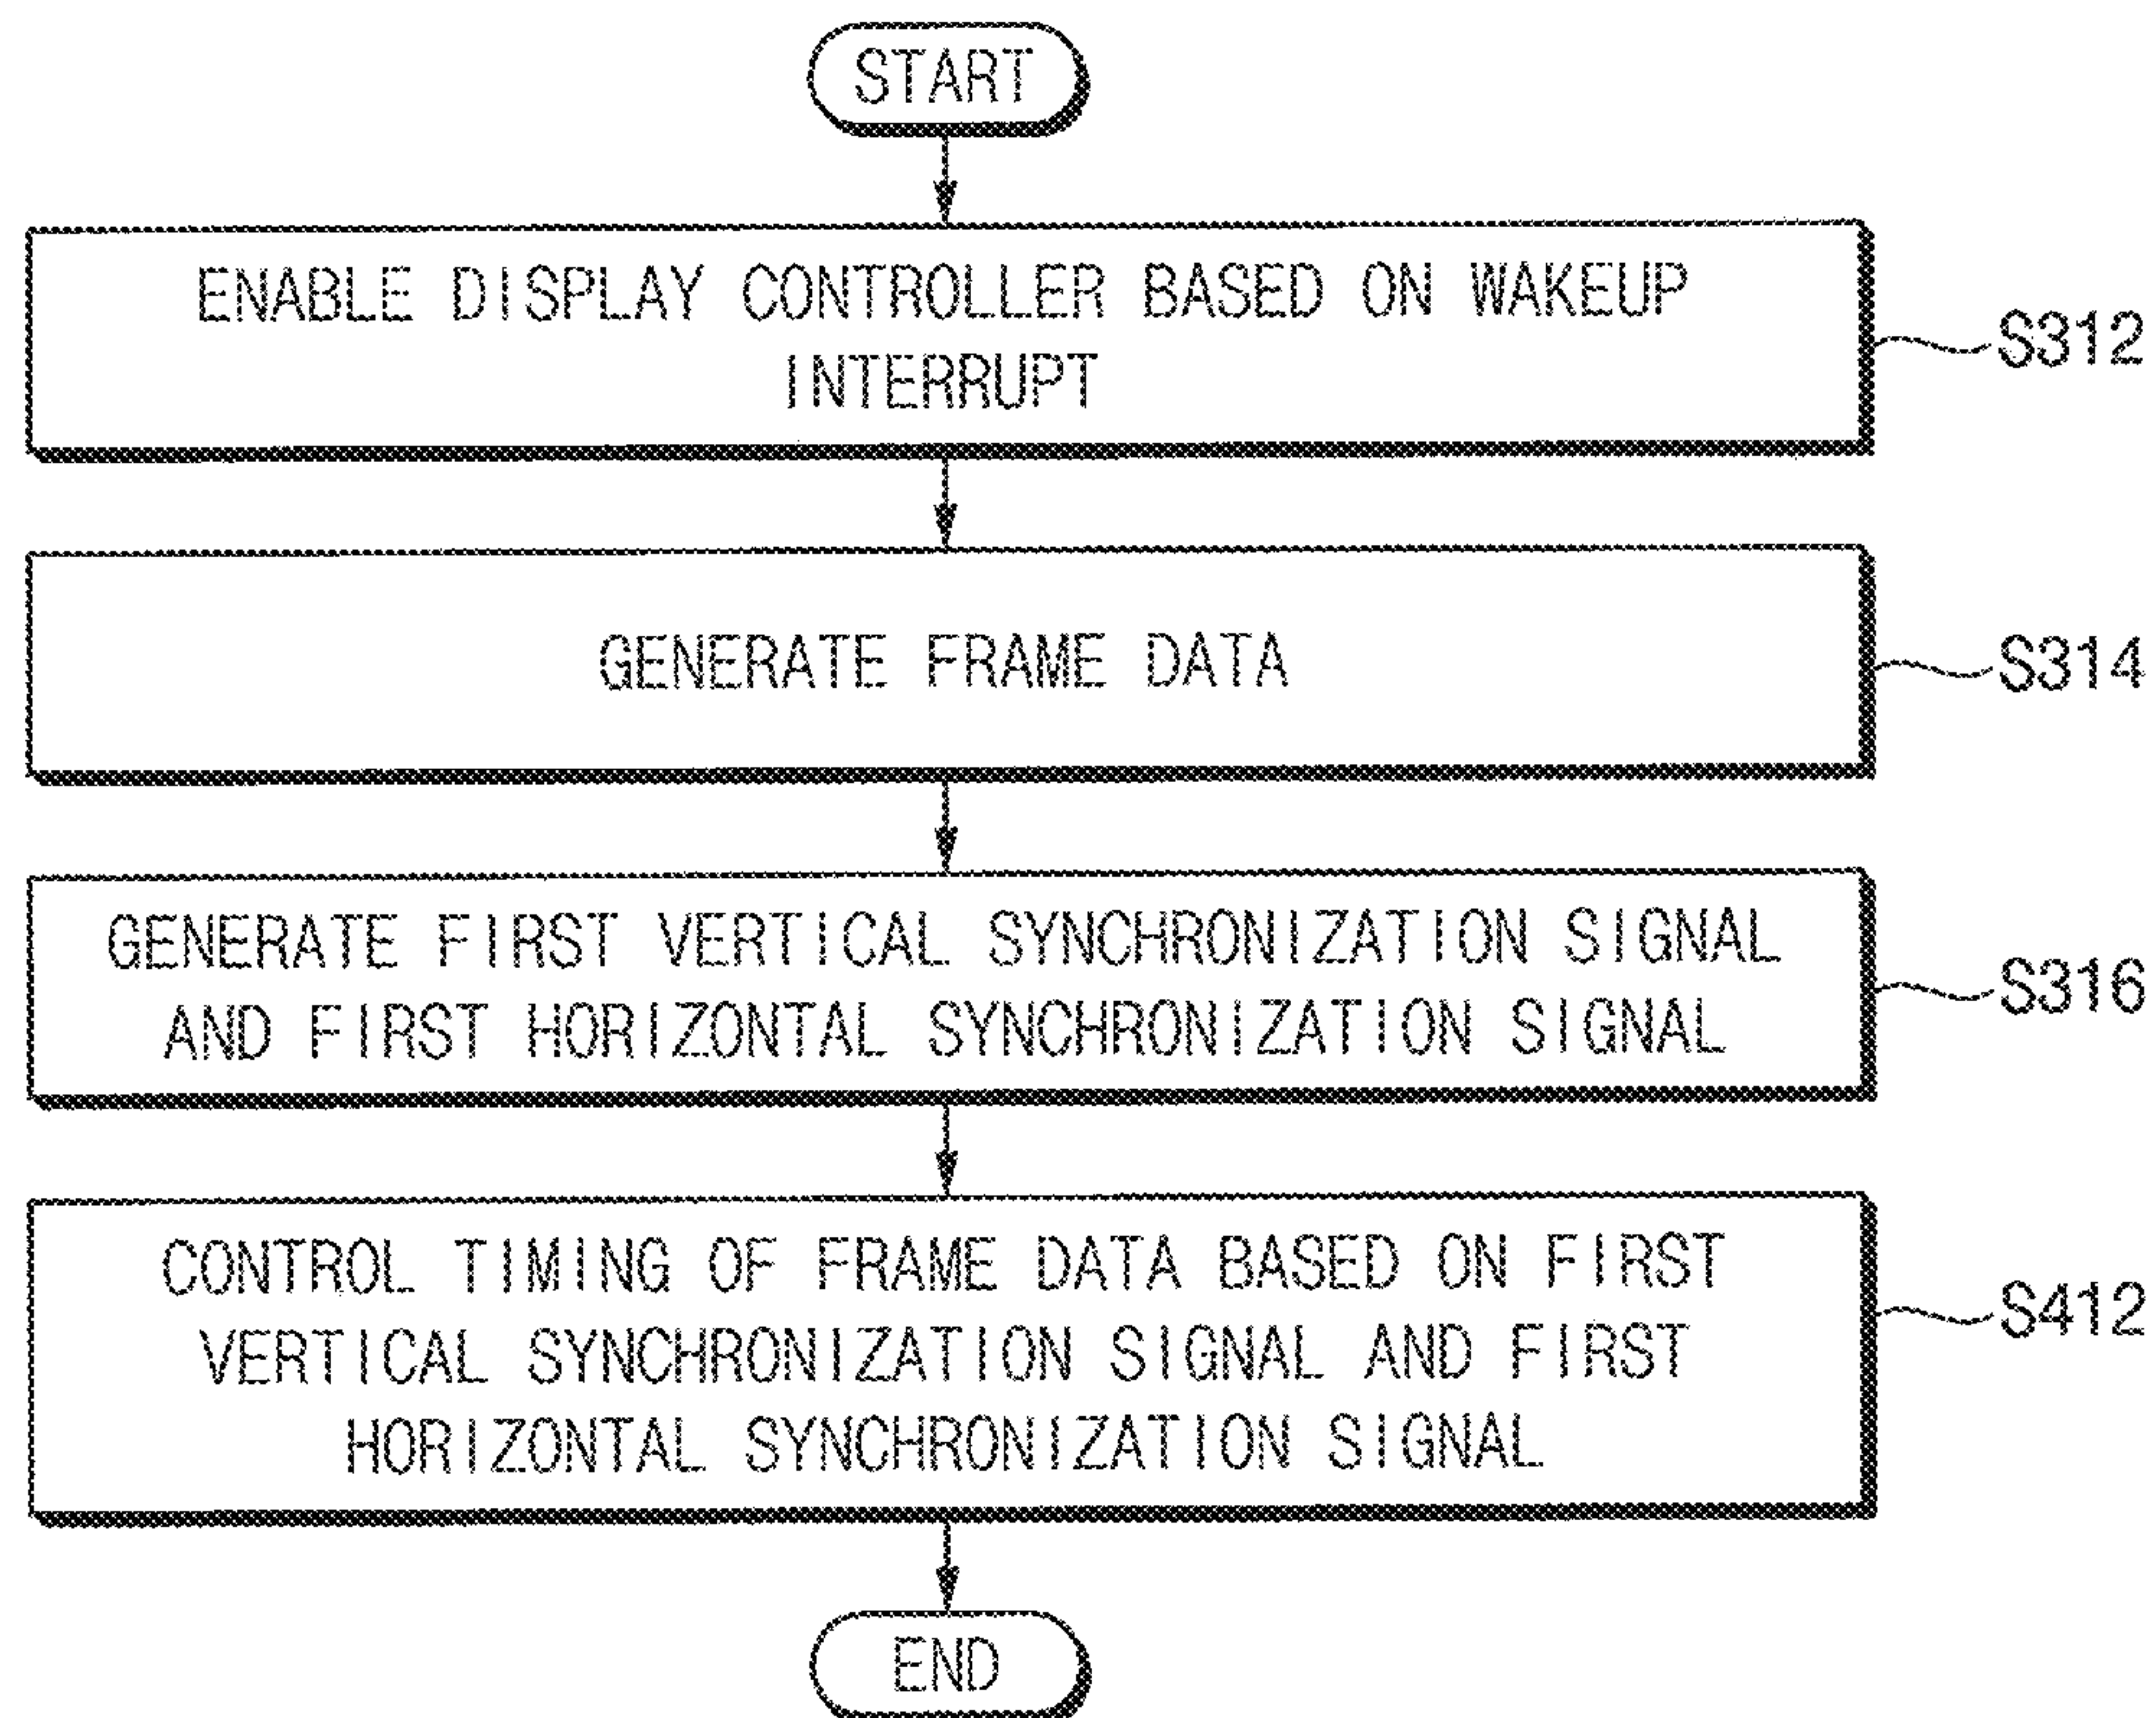 START
ENABLE DISPLAY CONTROLLER BASED ON WAKEUP
INTERRUPT
S312
GENERATE FRAME DATA
S314
GENERATE FIRST VERTICAL SYNCHRONIZATION SIGNAL
AND FIRST HORIZONTAL SYNCHRONIZATION SIGNAL
S316
CONTROL TIMING OF FRAME DATA BASED ON FIRST
VERTICAL SYNCHRONIZATION SIGNAL AND FIRST
HORIZONTAL SYNCHRONIZATION SIGNAL
S412
END